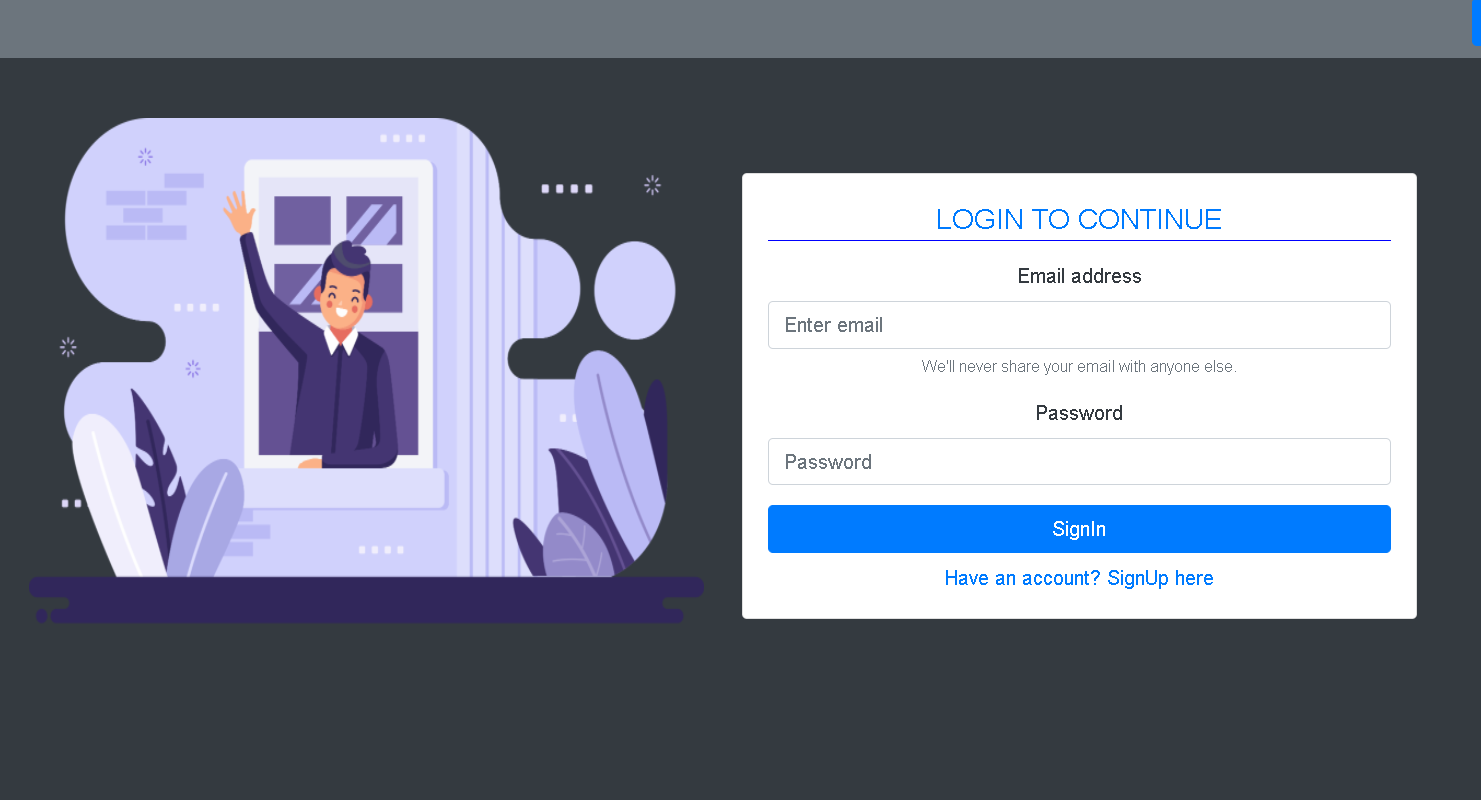 LOGIN TO CONTINUE
Email address
Enter email
We'll never share your email with anyone else.
Password
Password
SignIn
Have an account? SignUp here